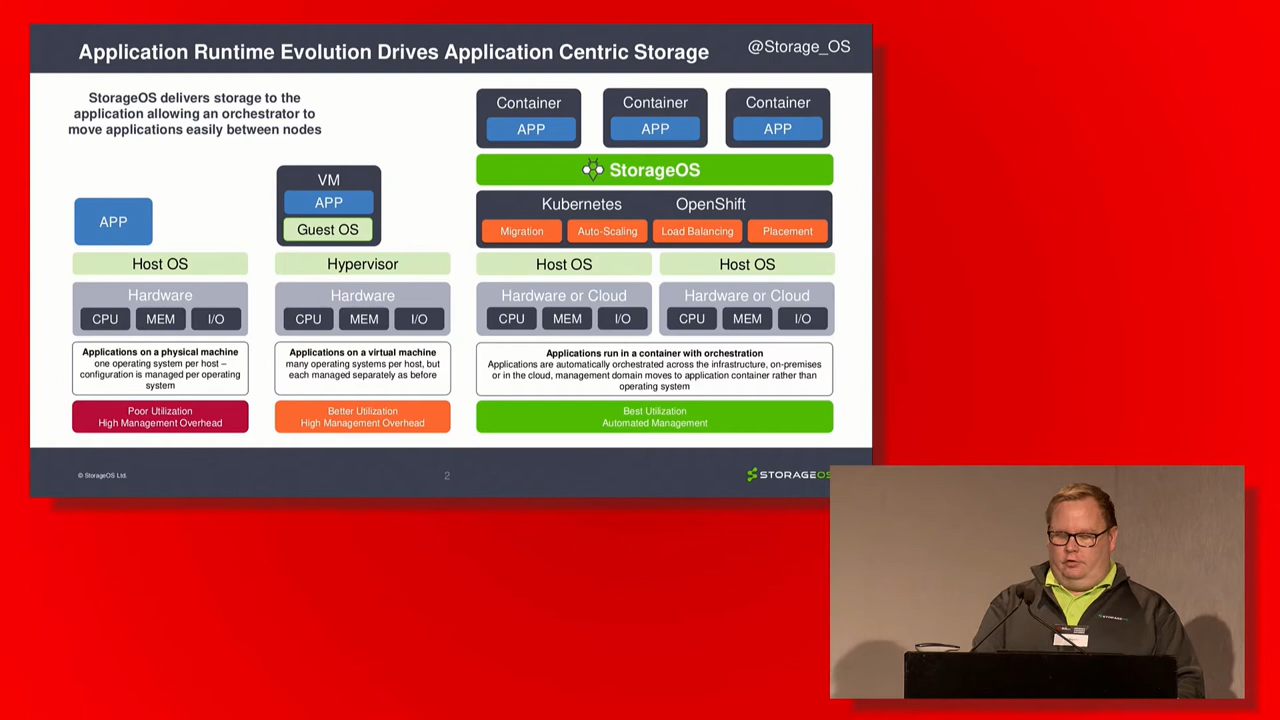 Application Runtime Evolution Drives Application Centric Storage
@Storage_OS
StorageOS delivers storage to the
application allowing an orchestrator to
move applications easily between nodes
APP
Host OS
Hardware
CPU MEM I/O
Applications on a physical machine
one operating system per host –
configuration is managed per operating
system
Poor Utilization
High Management Overhead
VM
APP
Guest OS
Hypervisor
Hardware
CPU MEM I/O
Applications on a virtual machine
many operating systems per host, but
each managed separately as before
Better Utilization
High Management Overhead
Container Container Container
APP APP APP
StorageOS
Kubernetes OpenShift
Migration Auto-Scaling Load Balancing Placement
Host OS Host OS
Hardware or Cloud Hardware or Cloud
CPU MEM I/O CPU MEM I/O
Applications run in a container with orchestration
Applications are automatically orchestrated across the infrastructure, on-premises
or in the cloud, management domain moves to application container rather than
operating system
Best Utilization
Automated Management
© StorageOS Ltd.
2
STORAGEOS